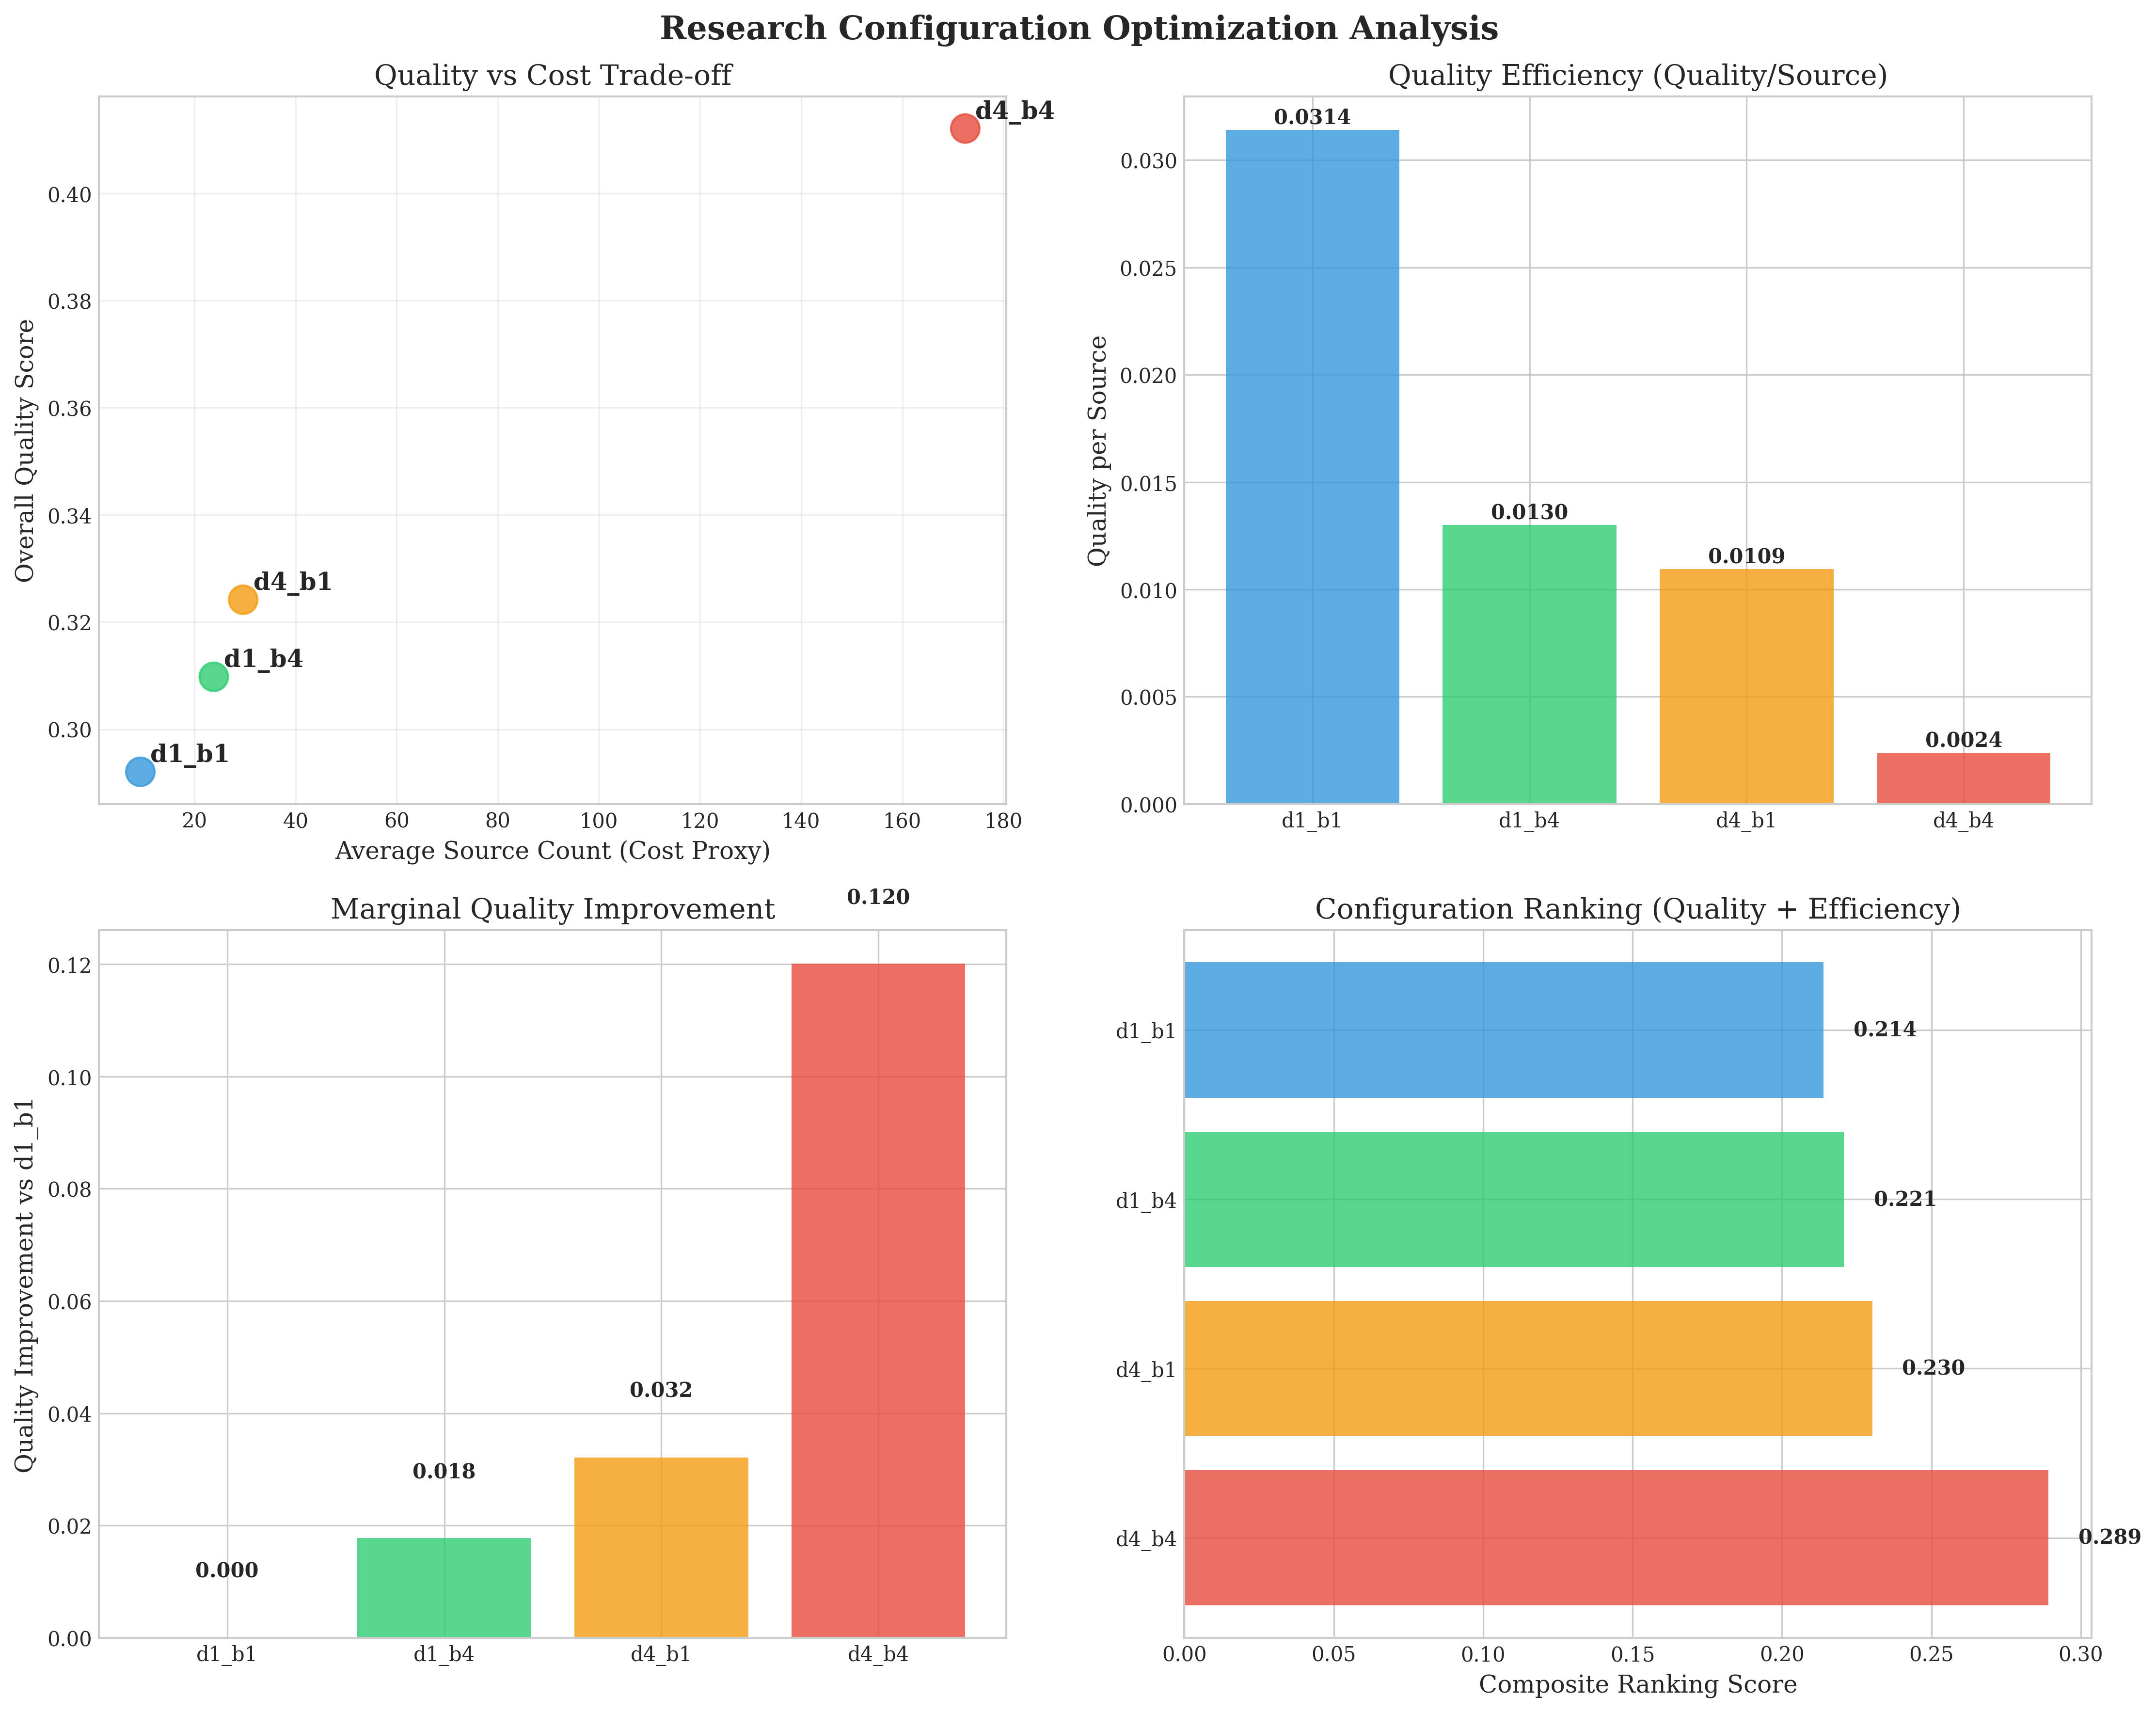 Research Configuration Optimization Analysis
Quality vs Cost Trade-off
Overall Quality Score
0.40
0.38
0.36
0.34
0.32
0.30
d4_b4
d4_b1
d1_b4
d1_b1
20 40 60 80 100 120 140 160 180
Average Source Count (Cost Proxy)
Quality Efficiency (Quality/Source)
Quality per Source
0.030
0.025
0.020
0.015
0.010
0.005
0.000
0.0314
0.0130
0.0109
0.0024
d1_b1 d1_b4 d4_b1 d4_b4
Marginal Quality Improvement
Quality Improvement vs d1_b1
0.12
0.10
0.08
0.06
0.04
0.02
0.00
0.120
0.032
0.018
0.000
d1_b1 d1_b4 d4_b1 d4_b4
Configuration Ranking (Quality + Efficiency)
d1_b1 0.214
d1_b4 0.221
d4_b1 0.230
d4_b4 0.289
0.00 0.05 0.10 0.15 0.20 0.25 0.30
Composite Ranking Score